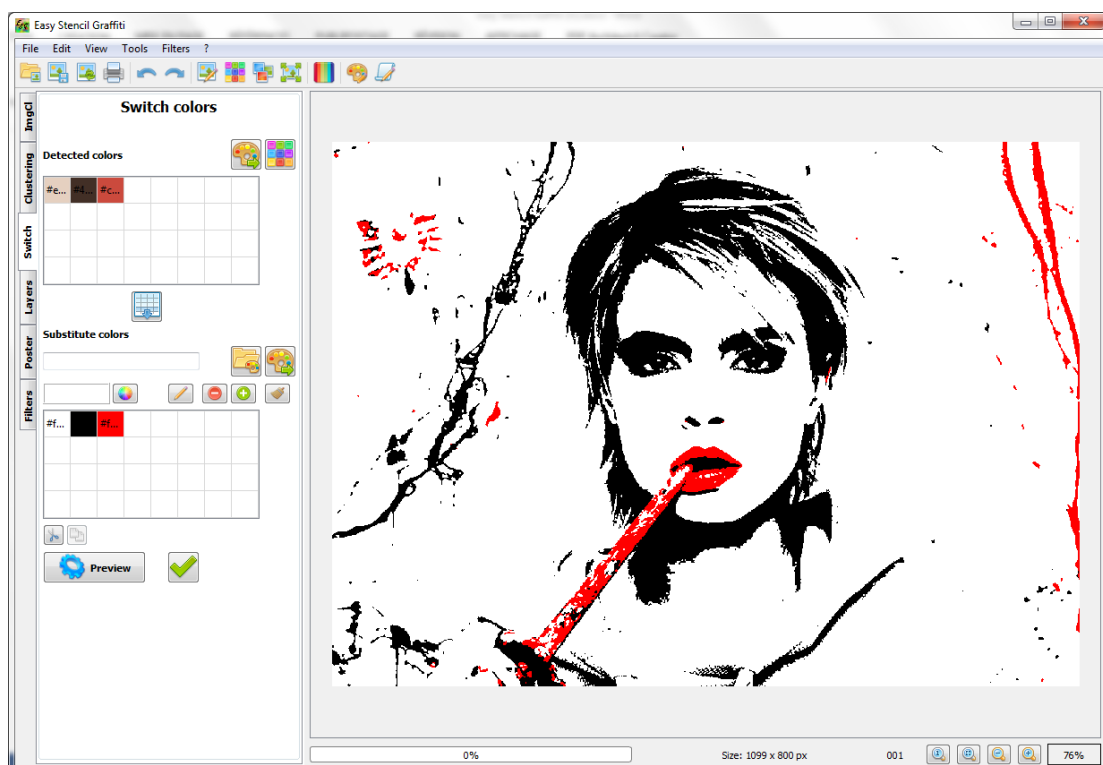 Easy Stencil Graffiti
File Edit View Tools Filters ?
ImgCl
Clustering
Switch
Layers
Poster
Filters
Switch colors
Detected colors
#e... #4... #c...
Substitute colors
#f... #f...
Preview
0% Size: 1099 x 800 px 001 76%